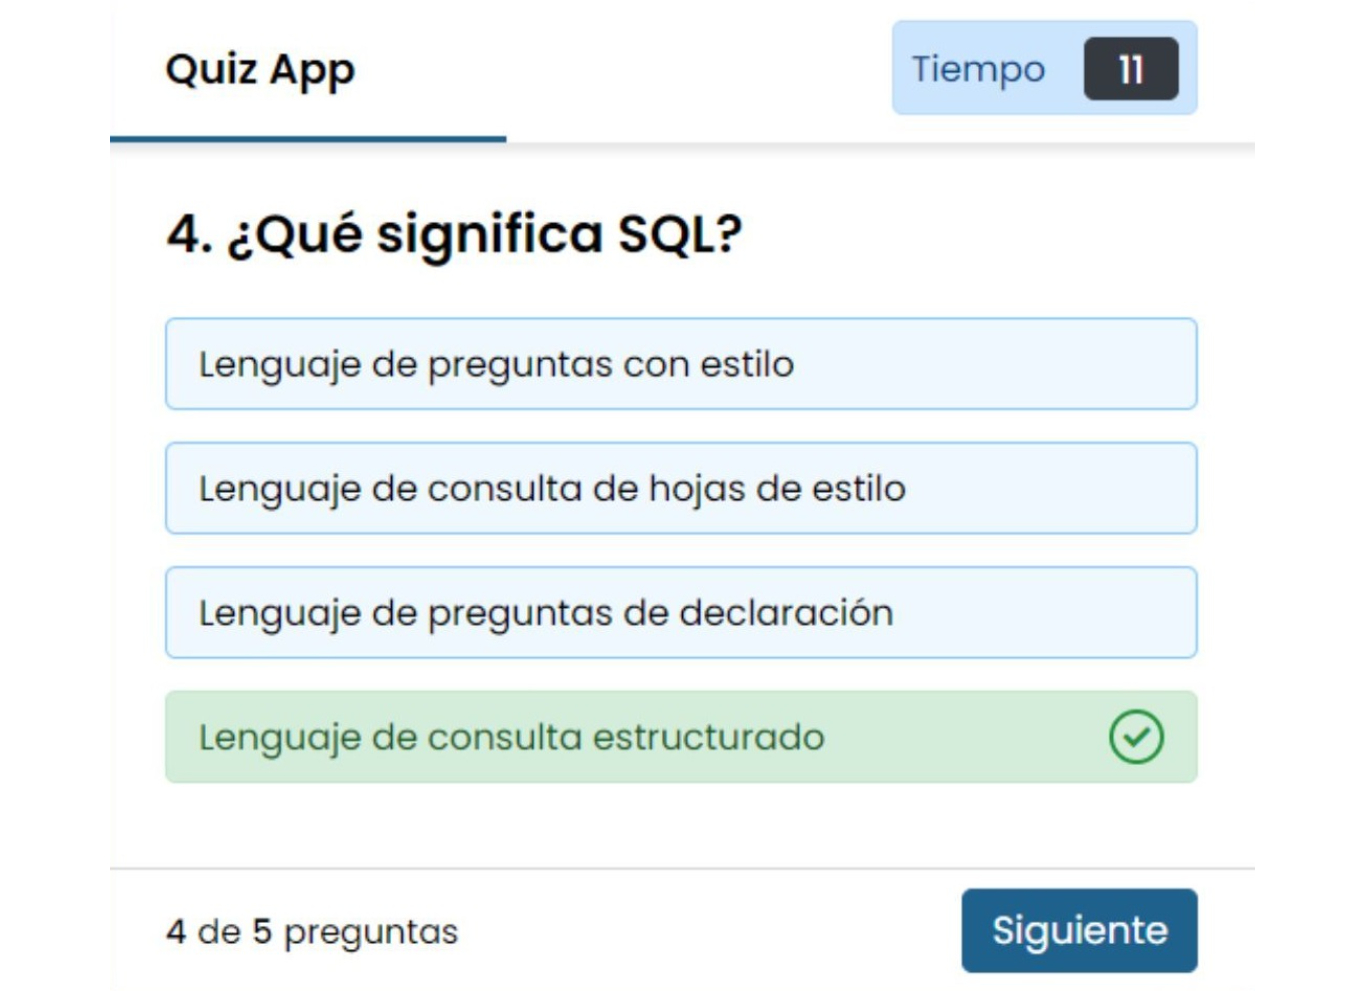 Quiz App
Tiempo 11
4. ¿Qué significa SQL?
Lenguaje de preguntas con estilo
Lenguaje de consulta de hojas de estilo
Lenguaje de preguntas de declaración
Lenguaje de consulta estructurado
4 de 5 preguntas
Siguiente